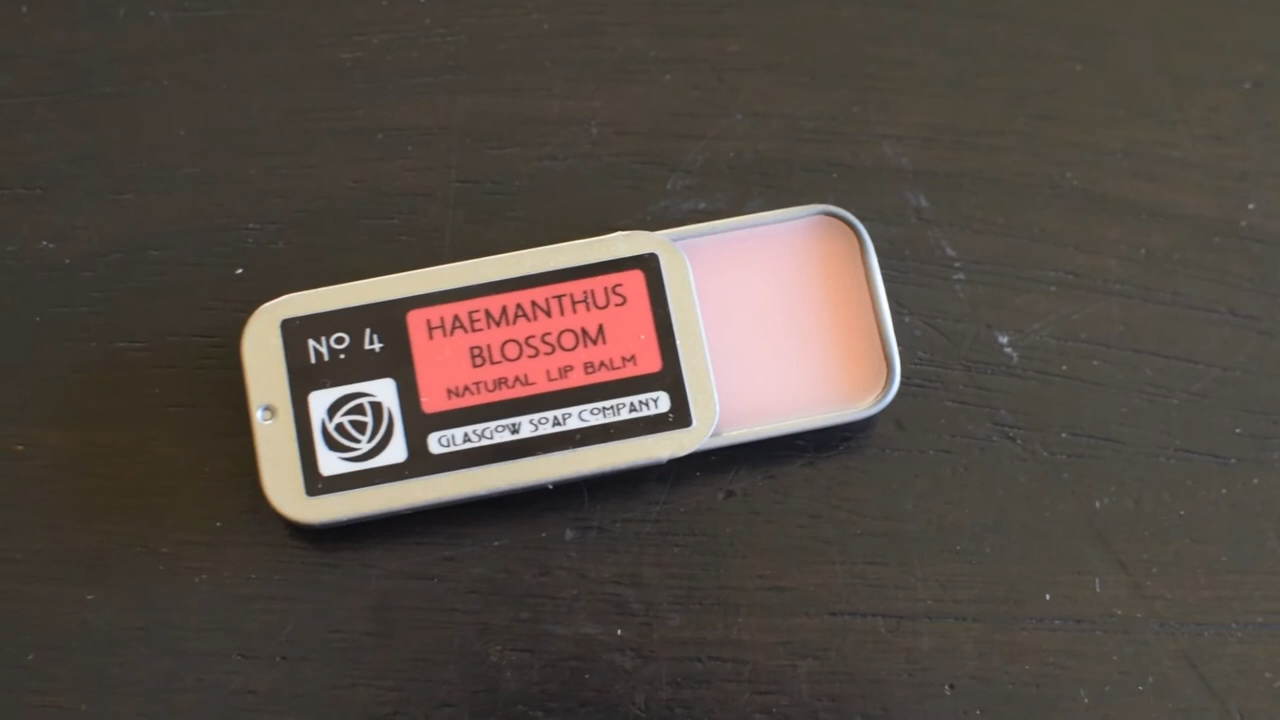 Nº 4
HAEMANTHUS
BLOSSOM
NATURAL LIP BALM
GLASGOW SOAP COMPANY